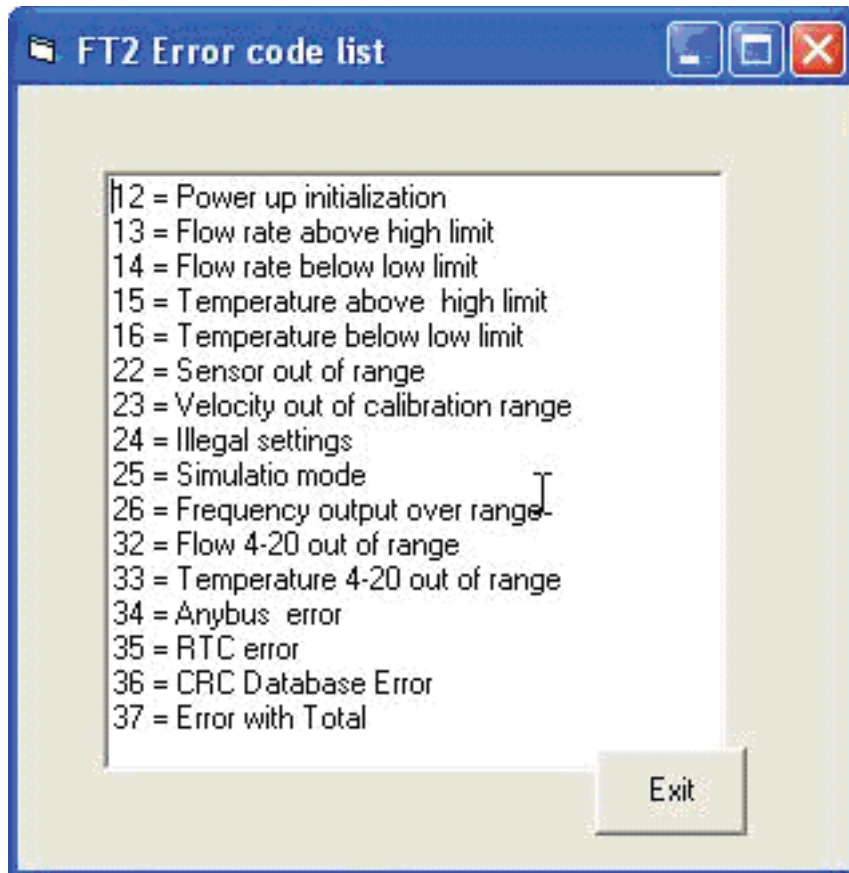 FT2 Error code list
12 = Power up initialization
13 = Flow rate above high limit
14 = Flow rate below low limit
15 = Temperature above  high limit
16 = Temperature below low limit
22 = Sensor out of range
23 = Velocity out of calibration range
24 = Illegal settings
25 = Simulatio mode
26 = Frequency output over range
32 = Flow 4-20 out of range
33 = Temperature 4-20 out of range
34 = Anybus  error
35 = RTC error
36 = CRC Database Error
37 = Error with Total
Exit